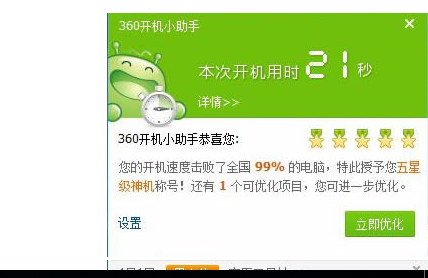 360开机小助手
本次开机用时 21 秒
详情>>
360开机小助手恭喜您:
您的开机速度击败了全国 99% 的电脑，特此授予您五星
级神机称号！还有 1 个可优化项目，您可进一步优化。
设置
立即优化